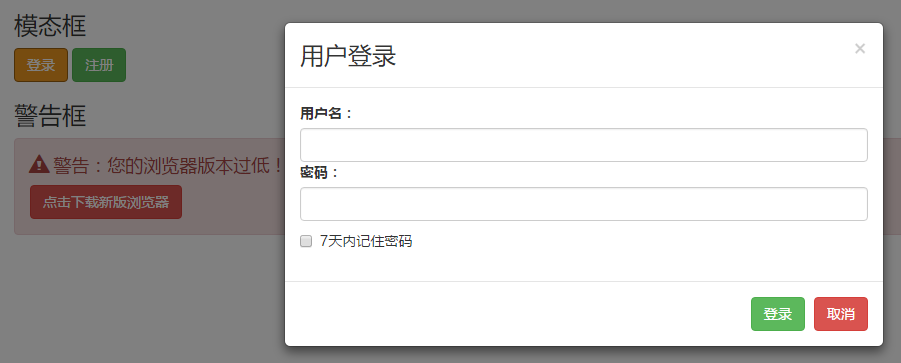 模态框
登录 注册
警告框
警告：您的浏览器版本过低！
点击下载新版浏览器
用户登录 ×
用户名：
密码：
7天内记住密码
登录 取消